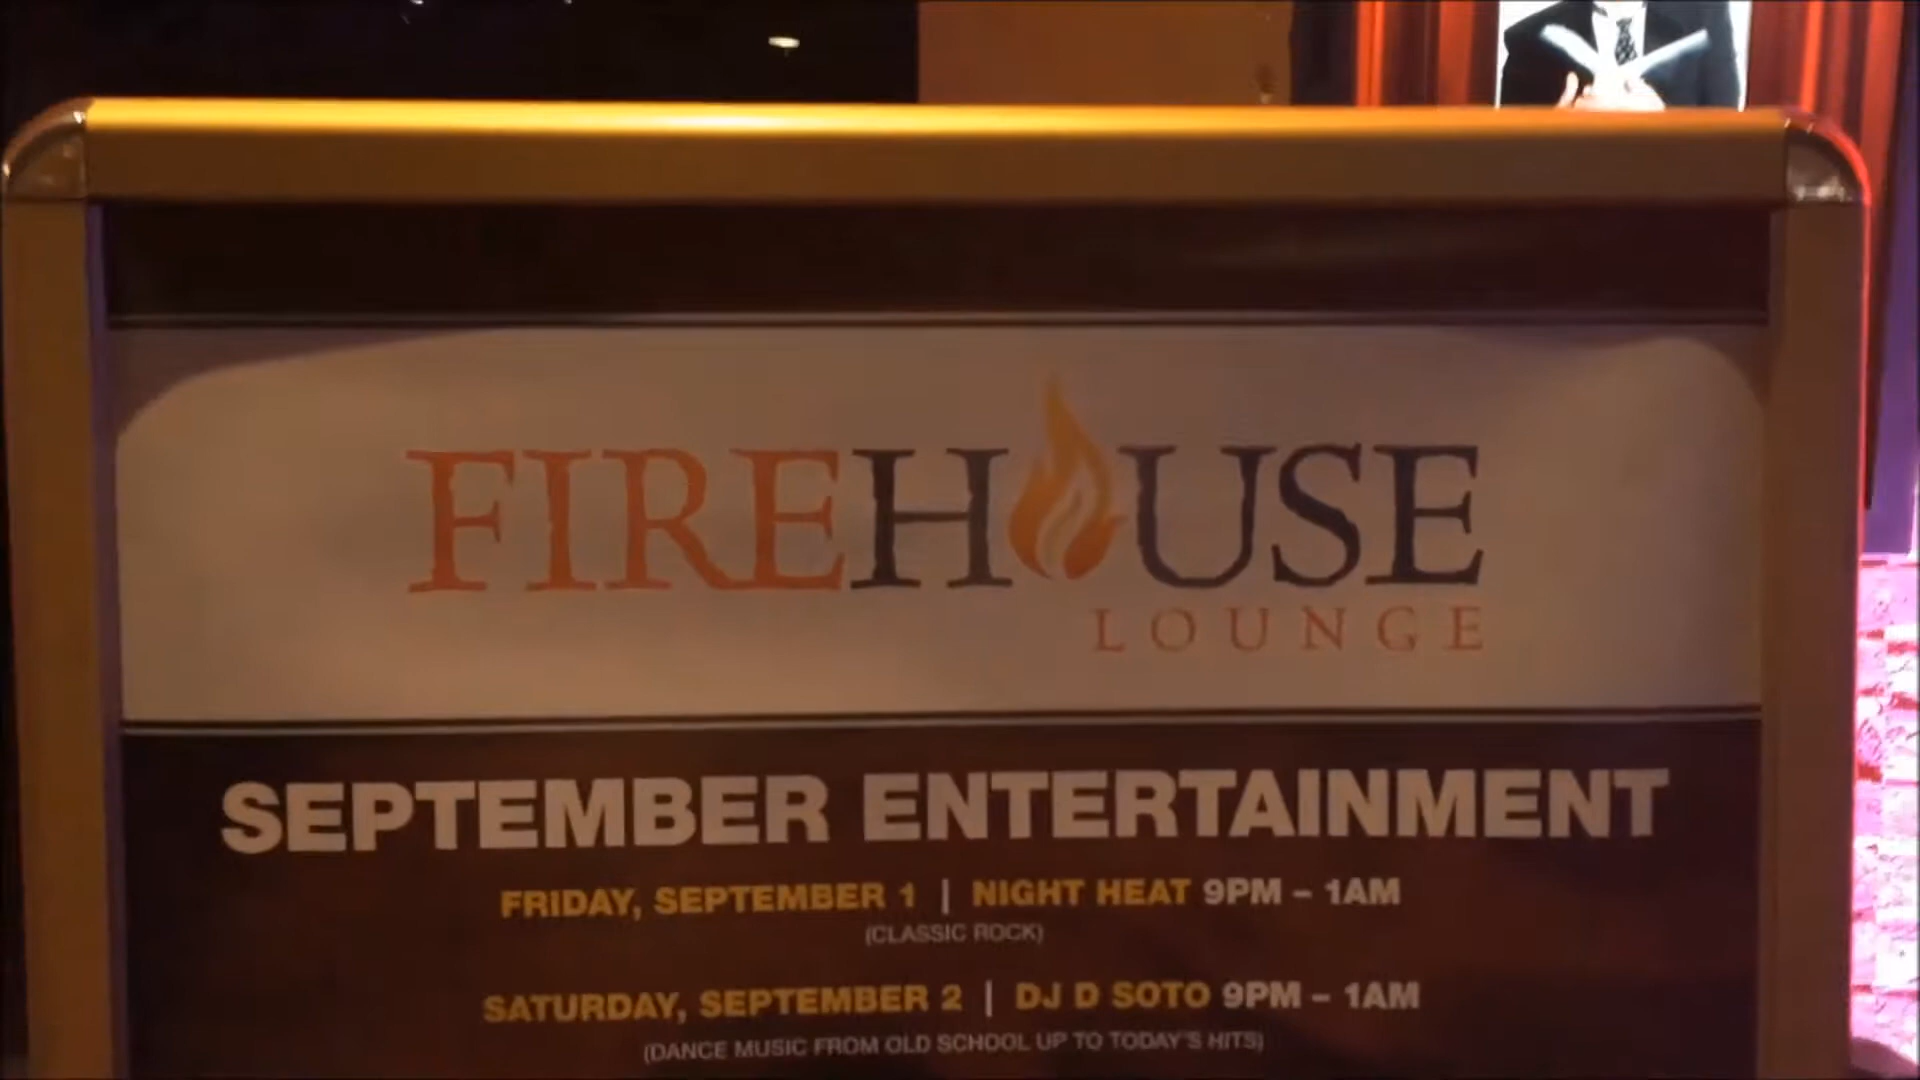 FIREHOUSE
LOUNGE
SEPTEMBER ENTERTAINMENT
FRIDAY, SEPTEMBER 1 | NIGHT HEAT 9PM – 1AM
(CLASSIC ROCK)
SATURDAY, SEPTEMBER 2 | DJ D SOTO 9PM – 1AM
(DANCE MUSIC FROM OLD SCHOOL UP TO TODAY'S HITS)